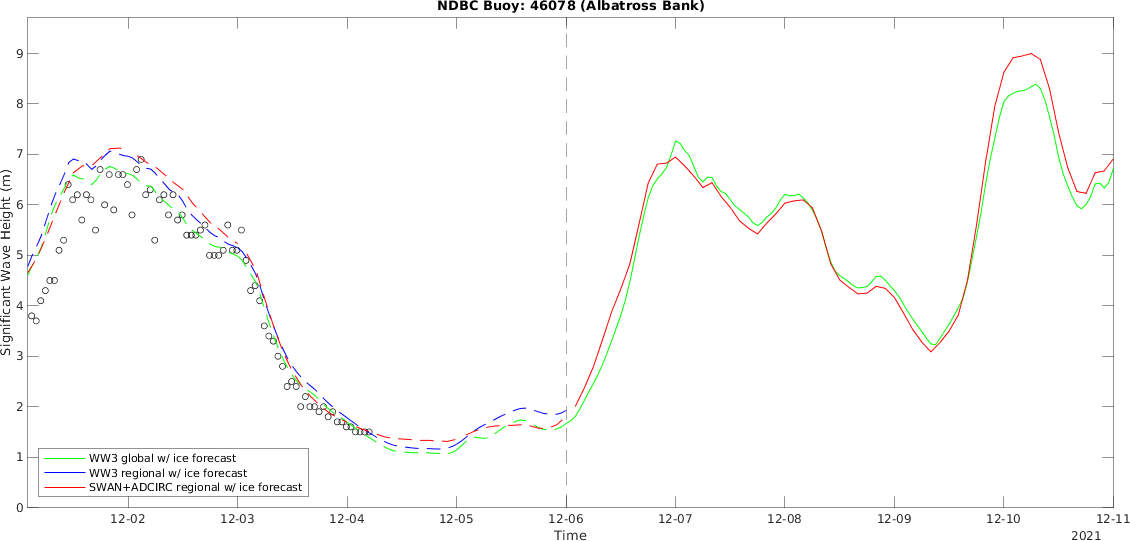 NDBC Buoy: 46078 (Albatross Bank)
Significant Wave Height (m)
9
8
7
6
5
4
3
2
1
0
WW3 global w/ ice forecast
WW3 regional w/ ice forecast
SWAN+ADCIRC regional w/ ice forecast
12-02 12-03 12-04 12-05 12-06 12-07 12-08 12-09 12-10 12-11
Time
2021